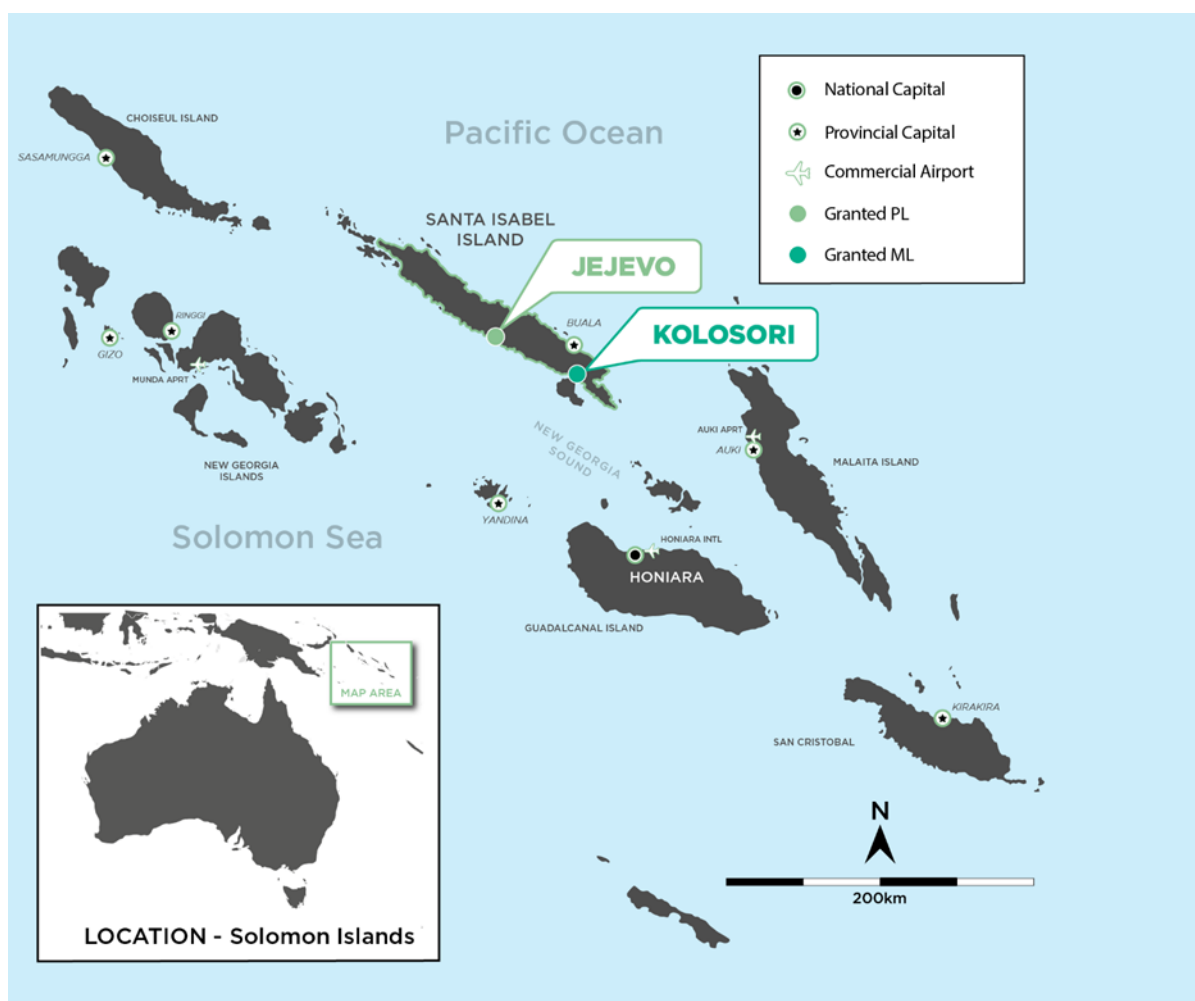 CHOISEUL ISLAND
SASAMUNGGA
Pacific Ocean
National Capital
Provincial Capital
Commercial Airport
Granted PL
Granted ML
SANTA ISABEL
ISLAND
JEJEVO
BUALA
KOLOSORI
RINGGI
GIZO
MUNDA APRT
NEW GEORGIA
ISLANDS
NEW GEORGIA
SOUND
AUKI APRT
AUKI
MALAITA ISLAND
YANDINA
Solomon Sea
HONIARA INTL
HONIARA
GUADALCANAL ISLAND
MAP AREA
KIRAKIRA
SAN CRISTOBAL
N
200km
LOCATION - Solomon Islands